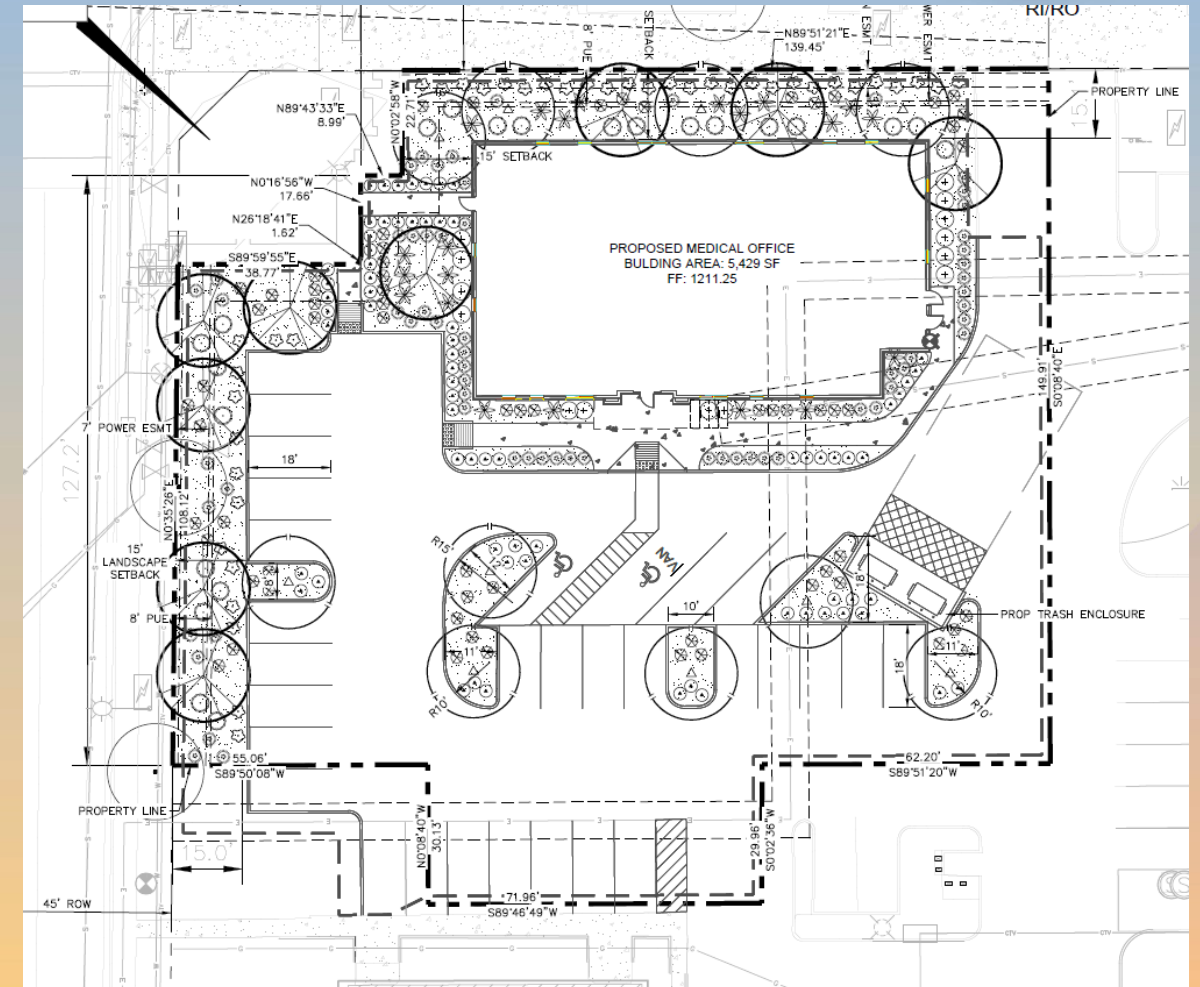 RI/RO
SETBACK
8' PUE
N ESMT
WER ESMT
N89°51'21"E
139.45'
PROPERTY LINE
15.'
N89°43'33"E
8.99'
N0°02'58"W
22.71'
15' SETBACK
N0°16'56"W
17.66'
N26°18'41"E
1.62'
S89°59'55"E
38.77'
PROPOSED MEDICAL OFFICE
BULDING AREA: 5,429 SF
FF: 1211.25
149.91'
S0°08'40"E
7' POWER ESMT
127.2'
18'
N0°35'26"E
108.12'
15'
LANDSCAPE
SETBACK
8' PUE
8'
R15'
12'
VAN
10'
18'
PROP TRASH ENCLOSURE
11'
R10'
18'
11'
R10'
55.06'
S89°50'08"W
62.20'
S89°51'20"W
PROPERTY LINE
15.0'
N0°08'40"W
30.13'
29.96'
S0°02'36"W
71.96'
S89°46'49"W
45' ROW